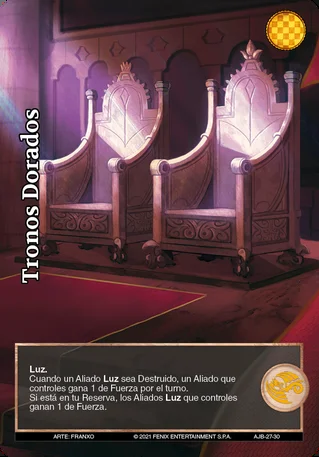 Tronos Dorados
Luz.
Cuando un Aliado Luz sea Destruido, un Aliado que
controles gana 1 de Fuerza por el turno.
Si está en tu Reserva, los Aliados Luz que controles
ganan 1 de Fuerza.
ARTE: FRANXO © 2021 FENIX ENTERTAINMENT S.P.A. AJB-27-30